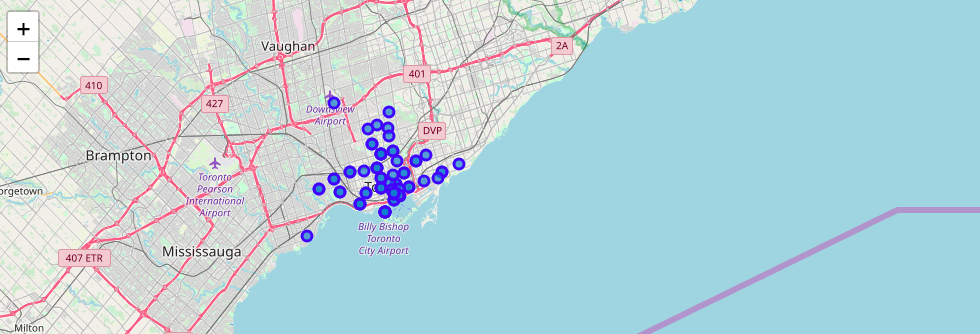 +
−
Vaughan
2A
401
410
427
Downsview
Airport
DVP
Brampton
Toronto
Pearson
International
Airport
To
Billy Bishop
Toronto
City Airport
Mississauga
407 ETR
Milton